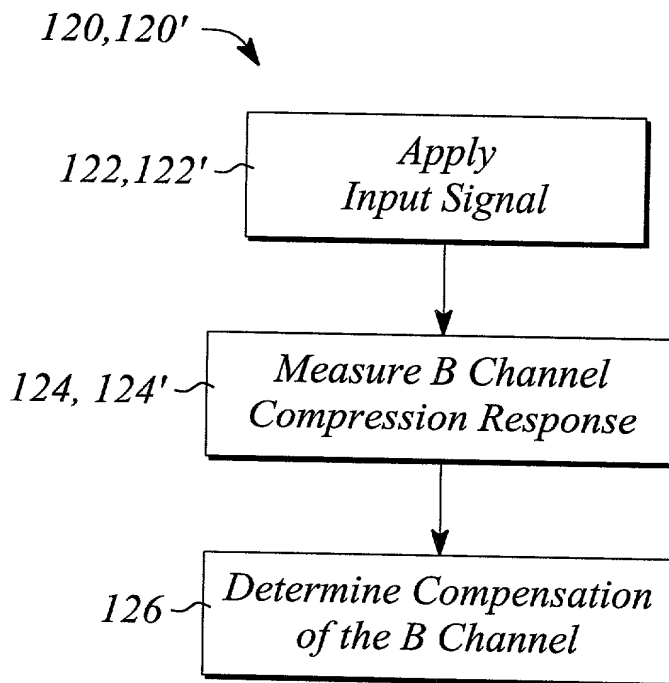 120,120'
122,122'
Apply
Input Signal
124, 124'
Measure B Channel
Compression Response
126
Determine Compensation
of the B Channel